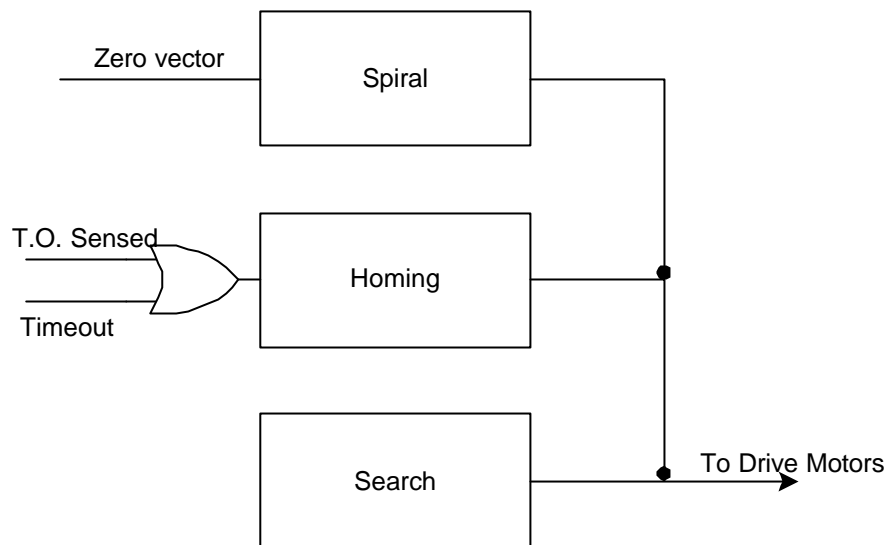 Zero vector
Spiral
T.O. Sensed
Homing
Timeout
Search
To Drive Motors